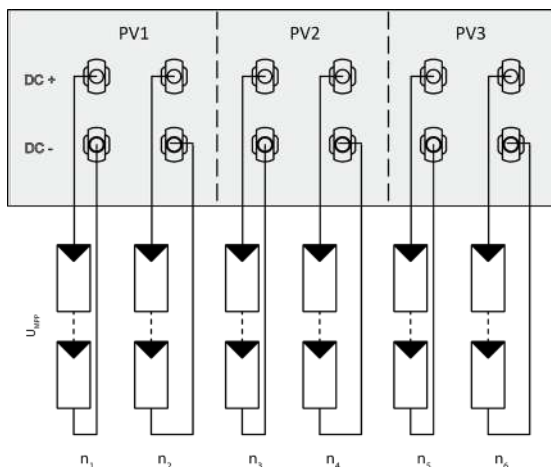 PV1 PV2 PV3
DC +
DC -
U_MPP
n₁ n₂ n₃ n₄ n₅ n₆